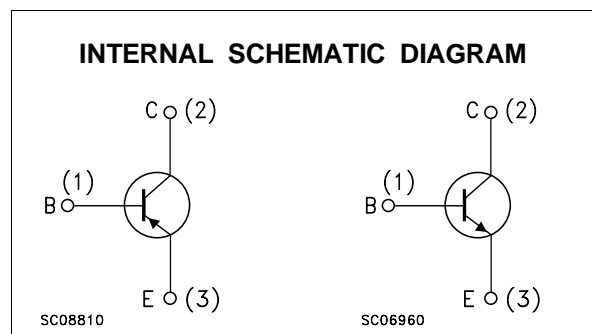 INTERNAL SCHEMATIC DIAGRAM
C (2)
C (2)
(1)
(1)
B
B
E (3)
E (3)
SC08810
SC06960